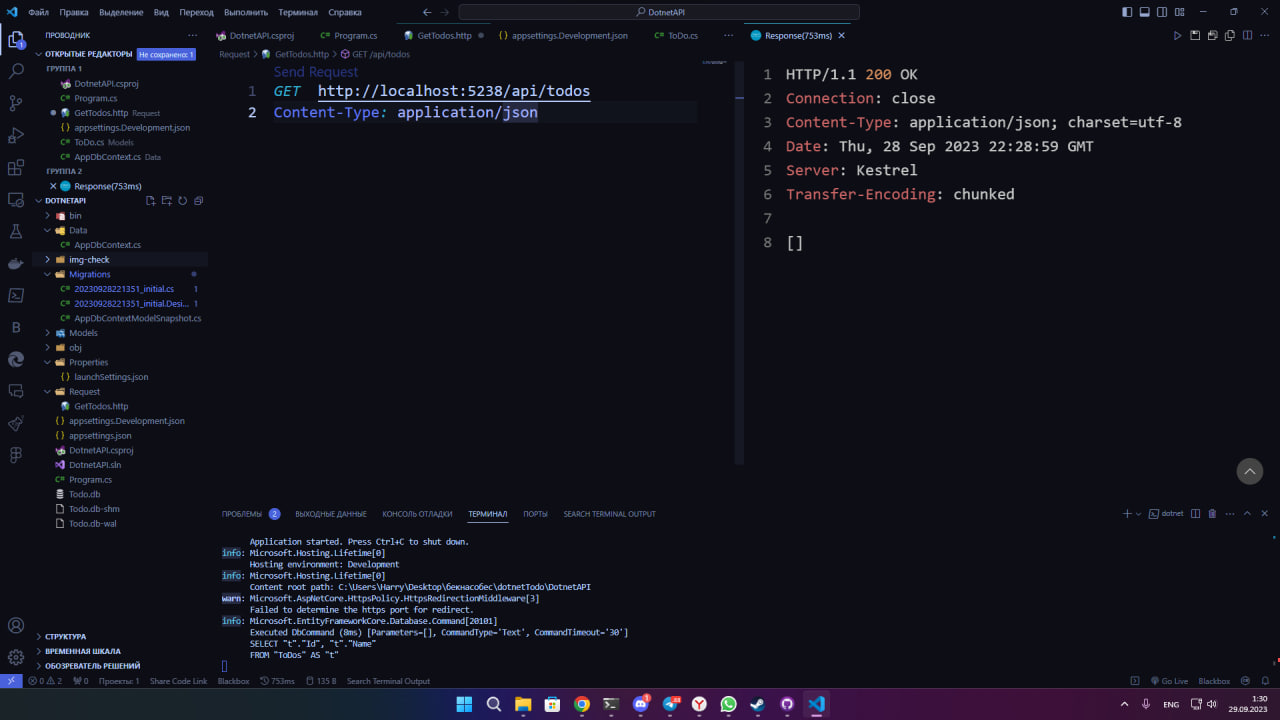 Файл Правка Выделение Вид Переход Выполнить Терминал Справка
DotnetAPI
ПРОВОДНИК
DotnetAPI.csproj Program.cs GetTodos.http appsettings.Development.json ToDo.cs Response(753ms)
ОТКРЫТЫЕ РЕДАКТОРЫ Не сохранено: 1
Request > GetTodos.http > GET /api/todos
ГРУППА 1
DotnetAPI.csproj
Program.cs
GetTodos.http Request
appsettings.Development.json
ToDo.cs Models
AppDbContext.cs Data
ГРУППА 2
Response(753ms)
DOTNETAPI
bin
Data
AppDbContext.cs
img-check
Migrations
20230928221351_initial.cs 1
20230928221351_initial.Desi... 1
AppDbContextModelSnapshot.cs
Models
obj
Properties
launchSettings.json
Request
GetTodos.http
appsettings.Development.json
appsettings.json
DotnetAPI.csproj
DotnetAPI.sln
Program.cs
Todo.db
Todo.db-shm
Todo.db-wal
СТРУКТУРА
ВРЕМЕННАЯ ШКАЛА
ОБОЗРЕВАТЕЛЬ РЕШЕНИЙ
Send Request
1 GET http://localhost:5238/api/todos
2 Content-Type: application/json
1 HTTP/1.1 200 OK
2 Connection: close
3 Content-Type: application/json; charset=utf-8
4 Date: Thu, 28 Sep 2023 22:28:59 GMT
5 Server: Kestrel
6 Transfer-Encoding: chunked
7
8 []
ПРОБЛЕМЫ 2 ВЫХОДНЫЕ ДАННЫЕ КОНСОЛЬ ОТЛАДКИ ТЕРМИНАЛ ПОРТЫ SEARCH TERMINAL OUTPUT
dotnet
Application started. Press Ctrl+C to shut down.
info: Microsoft.Hosting.Lifetime[0]
Hosting environment: Development
info: Microsoft.Hosting.Lifetime[0]
Content root path: C:\Users\Harry\Desktop\бекнасобес\dotnetTodo\DotnetAPI
warn: Microsoft.AspNetCore.HttpsPolicy.HttpsRedirectionMiddleware[3]
Failed to determine the https port for redirect.
info: Microsoft.EntityFrameworkCore.Database.Command[20101]
Executed DbCommand (8ms) [Parameters=[], CommandType='Text', CommandTimeout='30']
SELECT "t"."Id", "t"."Name"
FROM "ToDos" AS "t"
0 2 0 Проекты: 1 Share Code Link Blackbox 753ms 135 B Search Terminal Output Go Live Blackbox
ENG
1:30
29.09.2023